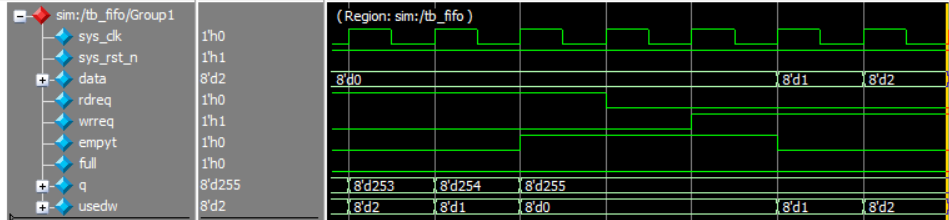 sim:/tb_fifo/Group1 (Region: sim:/tb_fifo )
sys_clk 1'h0
sys_rst_n 1'h1
data 8'd2 8'd0 8'd1 8'd2
rdreq 1'h0
wrreq 1'h1
empyt 1'h0
full 1'h0
q 8'd255 8'd253 8'd254 8'd255
usedw 8'd2 8'd2 8'd1 8'd0 8'd1 8'd2